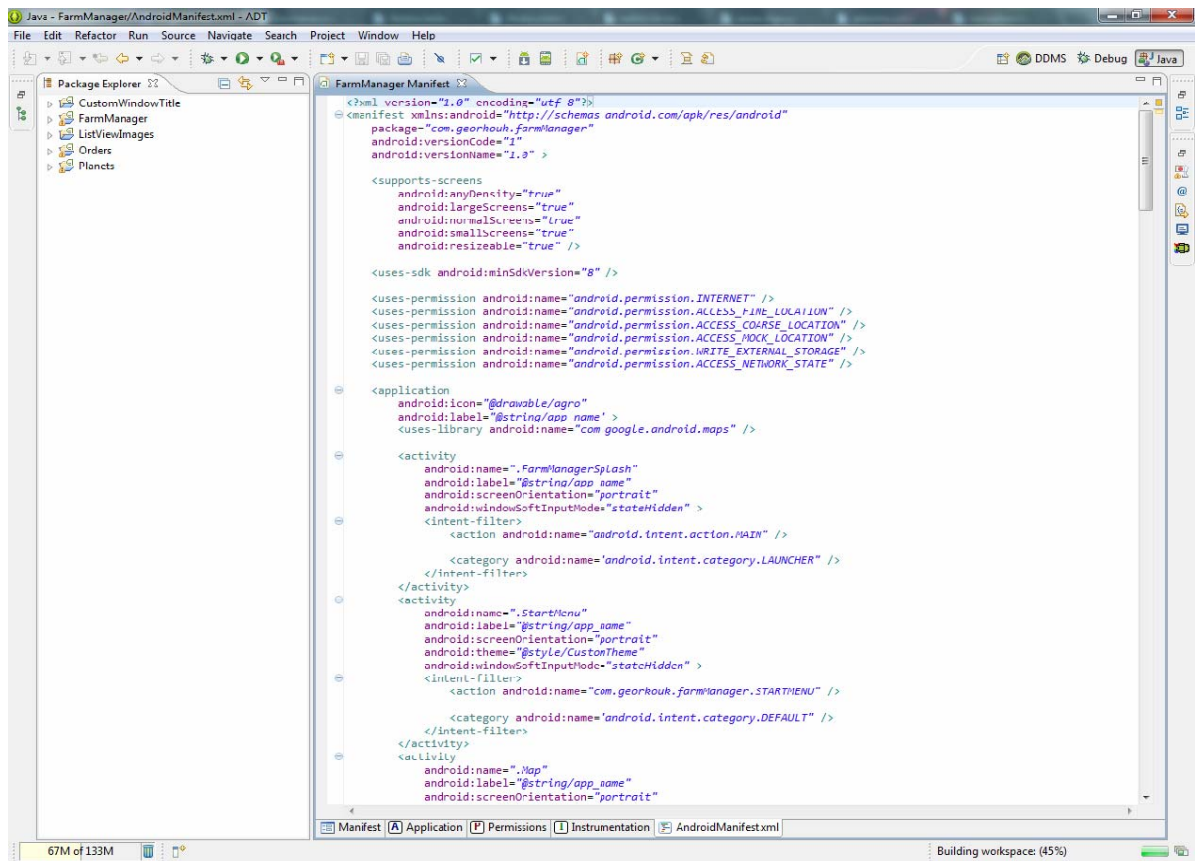 Java - FarmManager/AndroidManifest.xml - ADT
File Edit Refactor Run Source Navigate Search Project Window Help
DDMS Debug Java
Package Explorer
FarmManager Manifest
CustomWindowTitle
FarmManager
ListViewImages
Orders
Planets
<?xml version="1.0" encoding="utf 8"?>
<manifest xmlns:android="http://schemas android.com/apk/res/android"
package="com.georkouk.farmManager"
android:versionCode="1"
android:versionName="1.0" >
<supports-screens
android:anyDensity="true"
android:largeScreens="true"
android:normalScreens="true"
android:smallScreens="true"
android:resizeable="true" />
<uses-sdk android:minSdkVersion="8" />
<uses-permission android:name="android.permission.INTERNET" />
<uses-permission android:name="android.permission.ACCESS_FINE_LOCATION" />
<uses-permission android:name="android.permission.ACCESS_COARSE_LOCATION" />
<uses-permission android:name="android.permission.ACCESS_MOCK_LOCATION" />
<uses-permission android:name="android.permission.WRITE_EXTERNAL_STORAGE" />
<uses-permission android:name="android.permission.ACCESS_NETWORK_STATE" />
<application
android:icon="@drawable/agro"
android:label="@string/app_name" >
<uses-library android:name="com google.android.maps" />
<activity
android:name=".FarmManagerSplash"
android:label="@string/app_name"
android:screenOrientation="portrait"
android:windowSoftInputMode="stateHidden" >
<intent-filter>
<action android:name="android.intent.action.MAIN" />
<category android:name="android.intent.category.LAUNCHER" />
</intent-filter>
</activity>
<activity
android:name=".StartMenu"
android:label="@string/app_name"
android:screenOrientation="portrait"
android:theme="@style/CustomTheme"
android:windowSoftInputMode="stateHidden" >
<intent-filter>
<action android:name="com.georkouk.farmManager.STARTMENU" />
<category android:name="android.intent.category.DEFAULT" />
</intent-filter>
</activity>
<activity
android:name=".Map"
android:label="@string/app_name"
android:screenOrientation="portrait"
Manifest A Application P Permissions I Instrumentation AndroidManifest.xml
67M of 133M Building workspace: (45%)